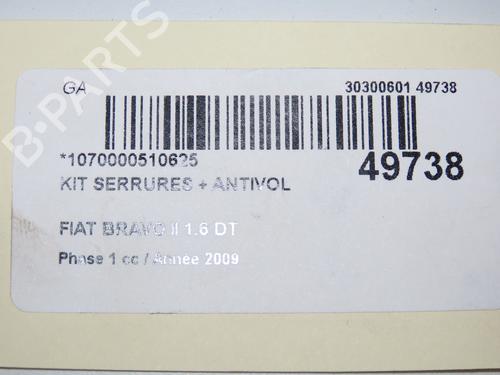 GA
30300601 49738
*1070000510625
49738
KIT SERRURES + ANTIVOL
FIAT BRAVO II 1.6 DT
Phase 1 cc / Année 2009
B-PARTS